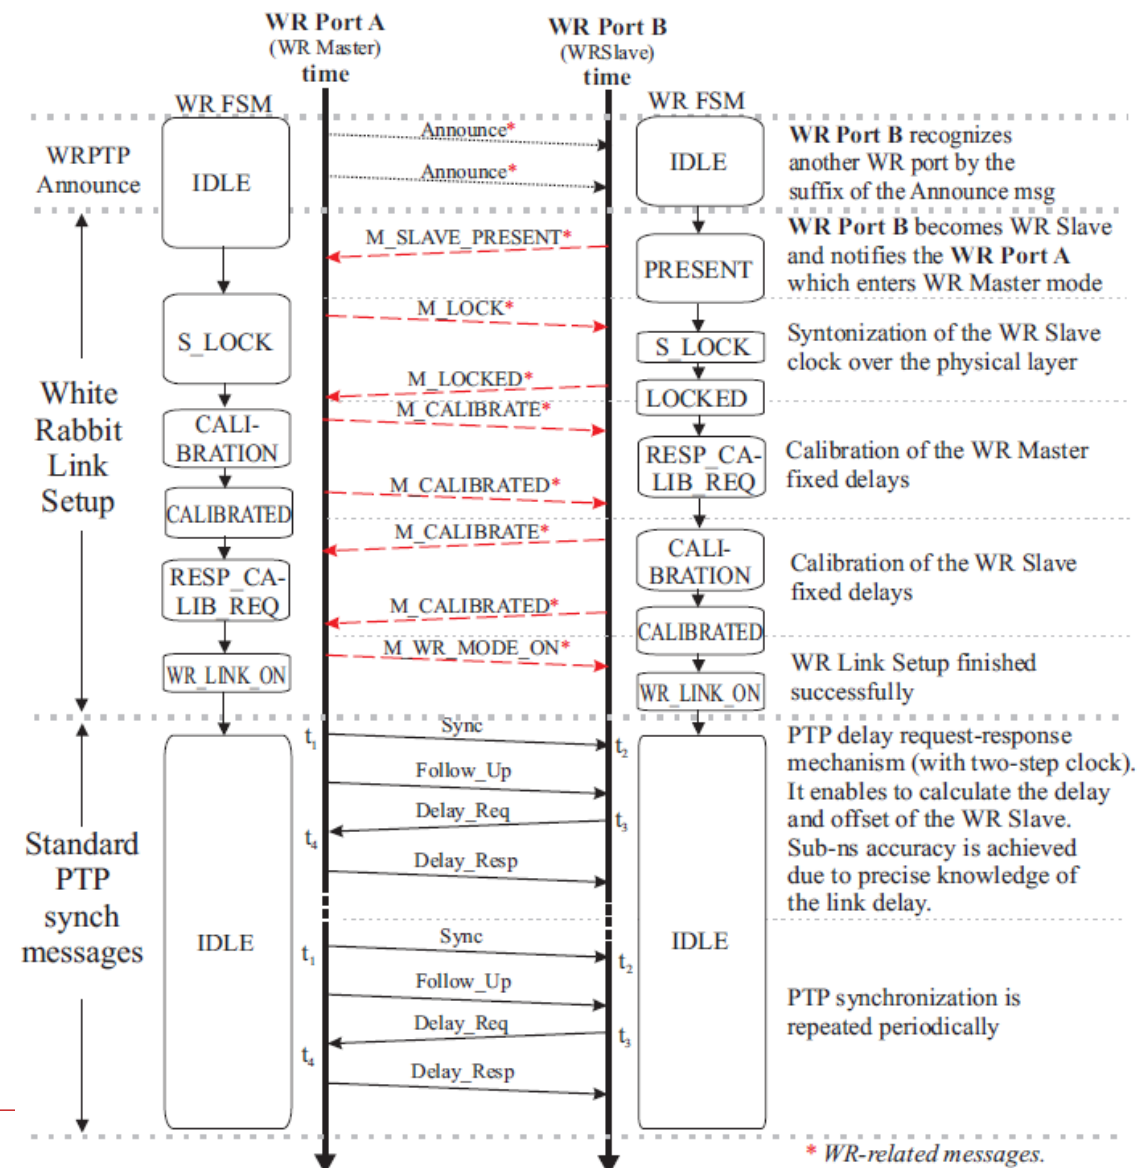 WR Port A
(WR Master)
time
WR Port B
(WRSlave)
time
WR FSM
WR FSM
WRPTP
Announce
IDLE
Announce*
Announce*
IDLE
WR Port B recognizes
another WR port by the
suffix of the Announce msg
M_SLAVE_PRESENT*
PRESENT
WR Port B becomes WR Slave
and notifies the WR Port A
which enters WR Master mode
White
Rabbit
Link
Setup
S_LOCK
M_LOCK*
S_LOCK
Syntonization of the WR Slave
clock over the physical layer
M_LOCKED*
LOCKED
CALI-
BRATION
M_CALIBRATE*
RESP_CA-
LIB_REQ
Calibration of the WR Master
fixed delays
CALIBRATED
M_CALIBRATED*
M_CALIBRATE*
CALI-
BRATION
Calibration of the WR Slave
fixed delays
RESP_CA-
LIB_REQ
M_CALIBRATED*
CALIBRATED
M_WR_MODE_ON*
WR_LINK_ON
WR_LINK_ON
WR Link Setup finished
successfully
Standard
PTP
synch
messages
IDLE
t1
Sync
t2
Follow_Up
Delay_Req
t3
t4
Delay_Resp
IDLE
PTP delay request-response
mechanism (with two-step clock).
It enables to calculate the delay
and offset of the WR Slave.
Sub-ns accuracy is achieved
due to precise knowledge of
the link delay.
t1
Sync
t2
Follow_Up
Delay_Req
t3
t4
Delay_Resp
PTP synchronization is
repeated periodically
* WR-related messages.